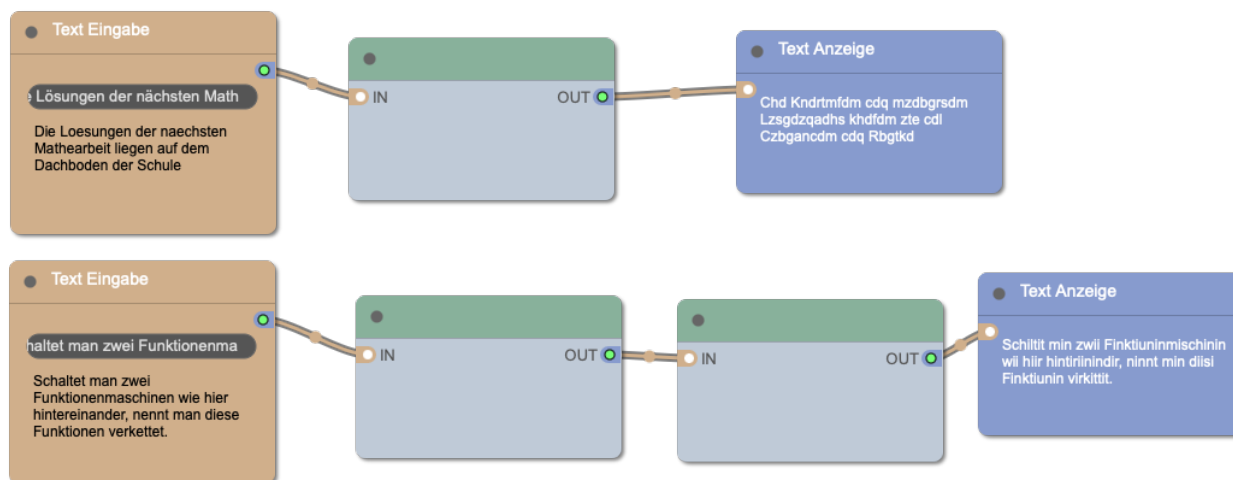 Text Eingabe
e Lösungen der nächsten Math
Die Loesungen der naechsten
Mathearbeit liegen auf dem
Dachboden der Schule
IN
OUT
Text Anzeige
Chd Kndrtmfdm cdq mzdbgrsdm
Lzsgdzqadhs khdfdm zte cdl
Czbgancdm cdq Rbgtkd
Text Eingabe
haltet man zwei Funktionenma
Schaltet man zwei
Funktionenmaschinen wie hier
hintereinander, nennt man diese
Funktionen verkettet.
IN
OUT
IN
OUT
Text Anzeige
Schiltit min zwii Finktiuninmischinin
wii hiir hintiriinindir, ninnt min diisi
Finktiunin virkittit.